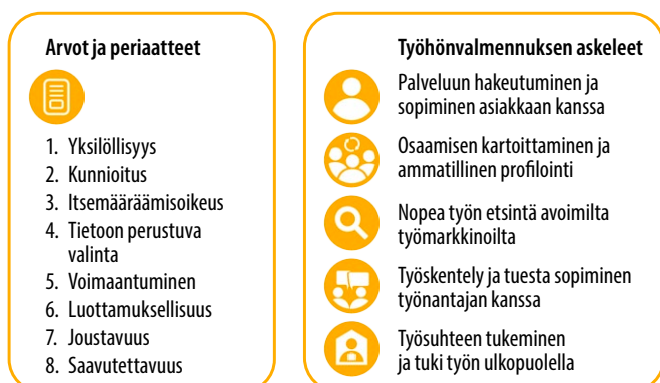 Arvot ja periaatteet
1. Yksilöllisyys
2. Kunnioitus
3. Itsemääräämisoikeus
4. Tietoon perustuva
valinta
5. Voimaantuminen
6. Luottamuksellisuus
7. Joustavuus
8. Saavutettavuus
Työhönvalmennuksen askeleet
Palveluun hakeutuminen ja
sopiminen asiakkaan kanssa
Osaamisen kartoittaminen ja
ammatillinen profilointi
Nopea työn etsintä avoimilta
työmarkkinoilta
Työskentely ja tuesta sopiminen
työnantajan kanssa
Työsuhteen tukeminen
ja tuki työn ulkopuolella